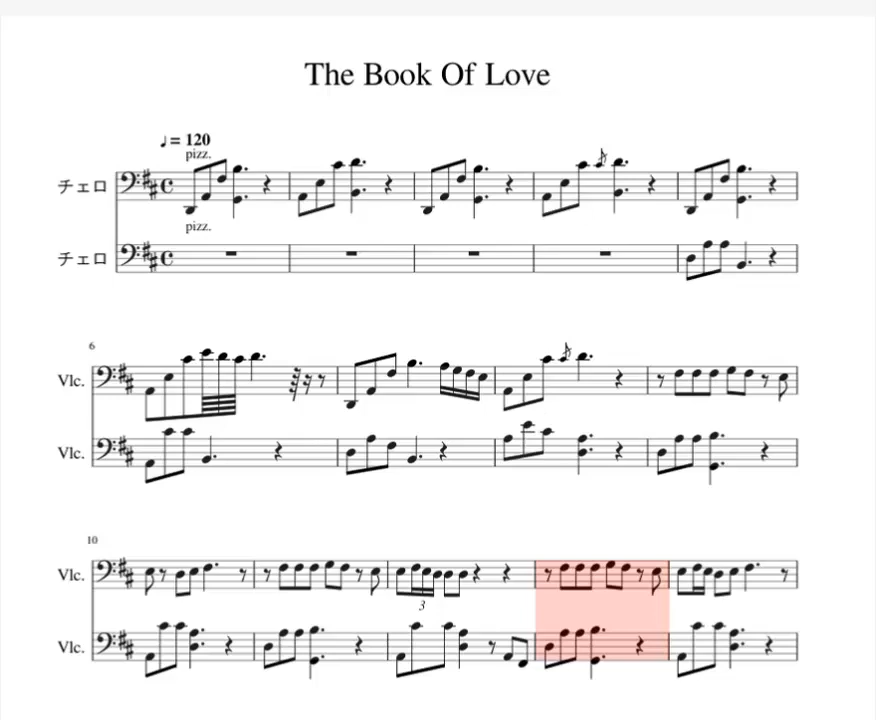 The Book Of Love
♩= 120
pizz.
チェロ
pizz.
チェロ
6
Vlc.
Vlc.
10
Vlc.
3
Vlc.